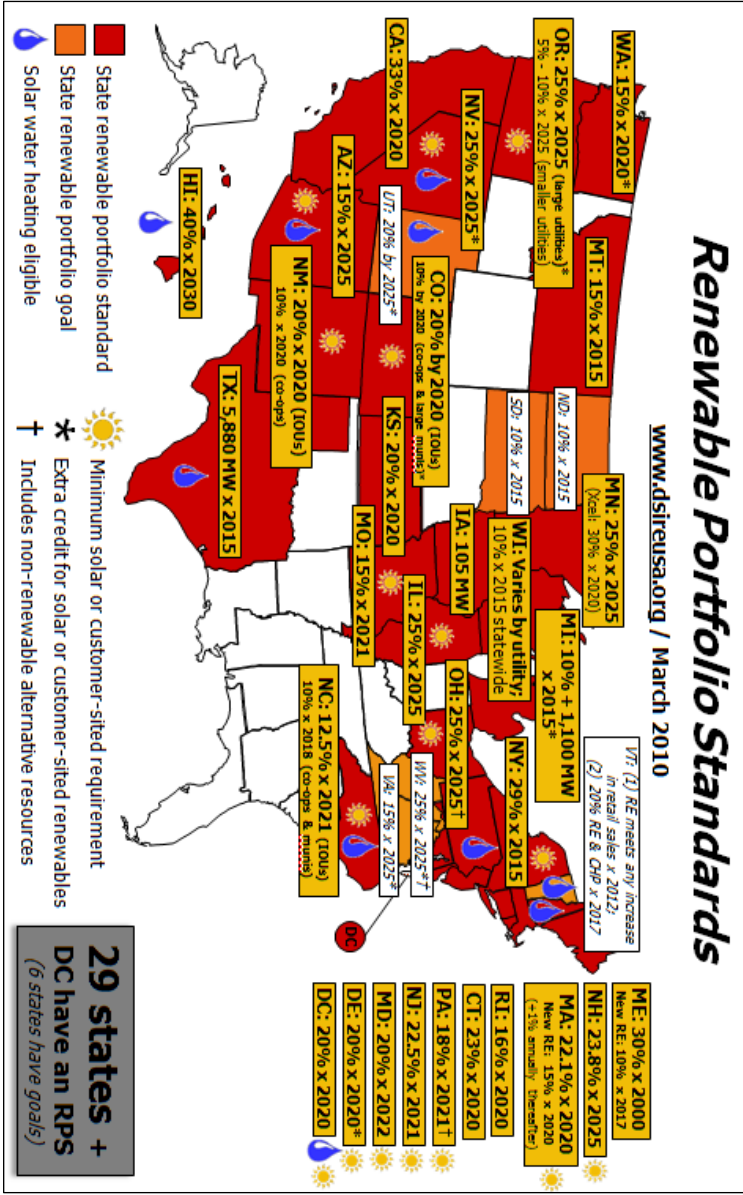 Renewable Portfolio Standards
www.dsireusa.org / March 2010
WA: 15% x 2020*
OR: 25% x 2025 (large utilities)*
5% - 10% x 2025 (smaller utilities)
MT: 15% x 2015
NV: 25% x 2025*
CA: 33% x 2020
UT: 20% by 2025*
AZ: 15% x 2025
CO: 20% by 2020 (IOUs)
10% by 2020 (co-ops & large munis)*
NM: 20% x 2020 (IOUs)
10% x 2020 (co-ops)
HI: 40% x 2030
TX: 5,880 MW x 2015
ND: 10% x 2015
SD: 10% x 2015
MN: 25% x 2025
(Xcel: 30% x 2020)
KS: 20% x 2020
IA: 105 MW
MO: 15% x 2021
WI: Varies by utility;
10% x 2015 statewide
MI: 10% + 1,100 MW
x 2015*
IL: 25% x 2025
OH: 25% x 2025†
NC: 12.5% x 2021 (IOUs)
10% x 2018 (co-ops & munis)
WV: 25% x 2025*†
VA: 15% x 2025*
NY: 29% x 2015
VT: (1) RE meets any increase
in retail sales x 2012;
(2) 20% RE & CHP x 2017
DC
ME: 30% x 2000
New RE: 10% x 2017
NH: 23.8% x 2025
MA: 22.1% x 2020
New RE: 15% x 2020
(+1% annually thereafter)
RI: 16% x 2020
CT: 23% x 2020
PA: 18% x 2021†
NJ: 22.5% x 2021
MD: 20% x 2022
DE: 20% x 2020*
DC: 20% x 2020
State renewable portfolio standard
State renewable portfolio goal
Solar water heating eligible
Minimum solar or customer-sited requirement
* Extra credit for solar or customer-sited renewables
† Includes non-renewable alternative resources
29 states +
DC have an RPS
(6 states have goals)